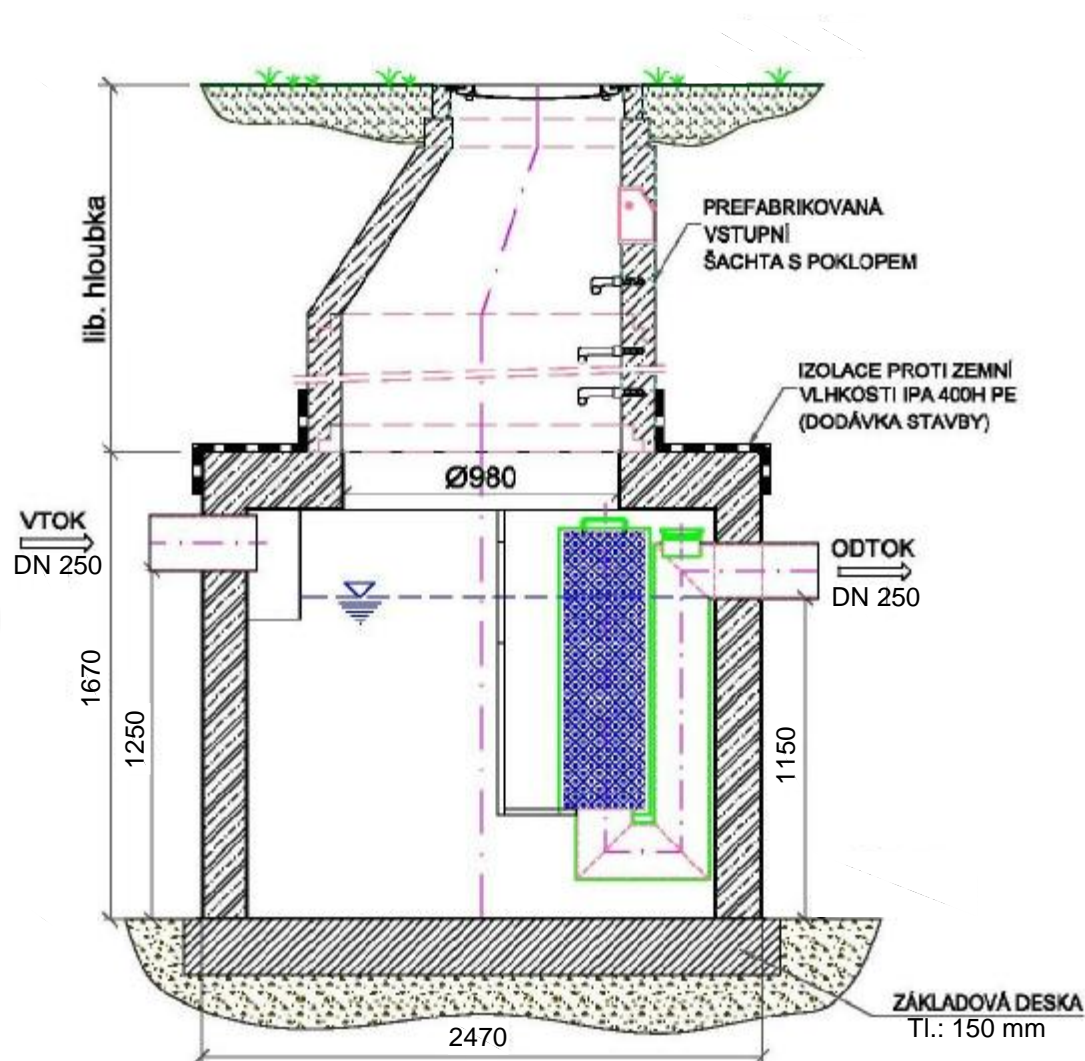 lib. hloubka
PREFABRIKOVANÁ
VSTUPNÍ
ŠACHTA S POKLOPEM
IZOLACE PROTI ZEMNÍ
VLHKOSTI IPA 400H PE
(DODÁVKA STAVBY)
Ø980
VTOK
DN 250
ODTOK
DN 250
1670
1250
1150
ZÁKLADOVÁ DESKA
Tl.: 150 mm
2470